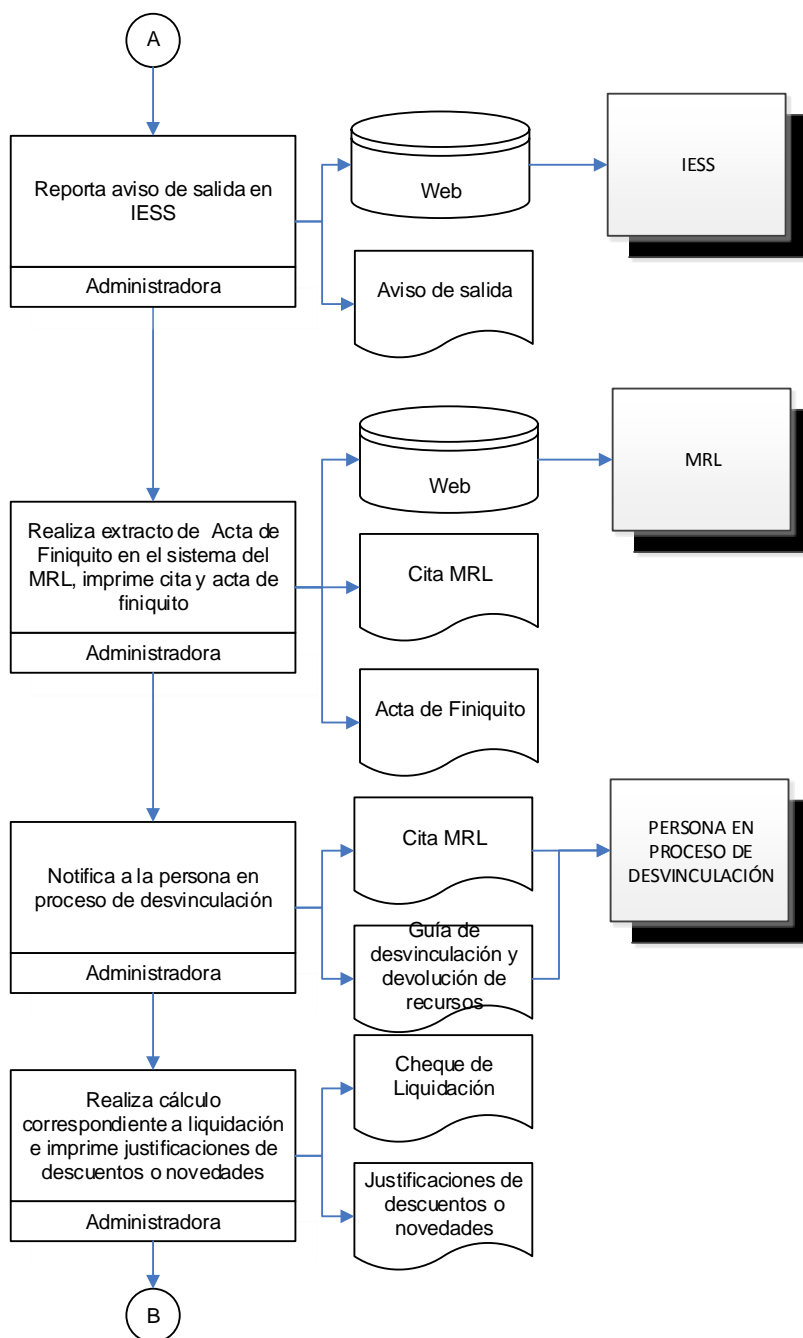 A
Reporta aviso de salida en
IESS
Administradora
Web
IESS
Aviso de salida
Realiza extracto de Acta de
Finiquito en el sistema del
MRL, imprime cita y acta de
finiquito
Administradora
Web
MRL
Cita MRL
Acta de Finiquito
Notifica a la persona en
proceso de desvinculación
Administradora
Cita MRL
Guía de
desvinculación y
devolución de
recursos
PERSONA EN
PROCESO DE
DESVINCULACIÓN
Realiza cálculo
correspondiente a liquidación
e imprime justificaciones de
descuentos o novedades
Administradora
Cheque de
Liquidación
Justificaciones de
descuentos o
novedades
B